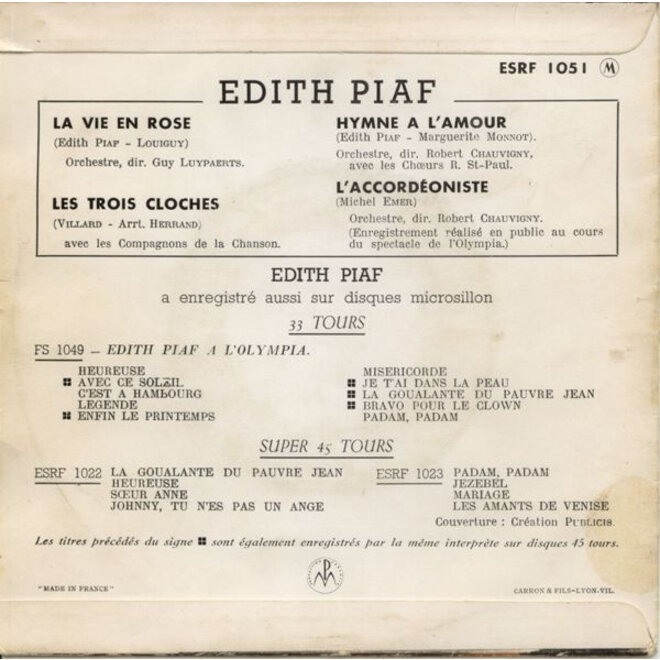 ESRF 1051 M
EDITH PIAF
LA VIE EN ROSE
(Edith PIAF - LOUIGUY)
Orchestre, dir. Guy LUYPAERTS.
LES TROIS CLOCHES
(VILLARD - Arrt. HERRAND)
avec les Compagnons de la Chanson.
HYMNE A L'AMOUR
(Edith PIAF - Marguerite MONNOT).
Orchestre, dir. Robert CHAUVIGNY,
avec les Chœurs R. St-Paul.
L'ACCORDÉONISTE
(Michel EMER)
Orchestre, dir. Robert CHAUVIGNY.
(Enregistrement réalisé en public au cours
du spectacle de l'Olympia.)
EDITH PIAF
a enregistré aussi sur disques microsillon
33 TOURS
FS 1049 - EDITH PIAF A L'OLYMPIA.
HEUREUSE
AVEC CE SOLEIL
C'EST A HAMBOURG
LEGENDE
ENFIN LE PRINTEMPS
MISERICORDE
JE T'AI DANS LA PEAU
LA GOUALANTE DU PAUVRE JEAN
BRAVO POUR LE CLOWN
PADAM, PADAM
SUPER 45 TOURS
ESRF 1022 LA GOUALANTE DU PAUVRE JEAN
HEUREUSE
SŒUR ANNE
JOHNNY, TU N'ES PAS UN ANGE
ESRF 1023 PADAM, PADAM
JEZEBEL
MARIAGE
LES AMANTS DE VENISE
Couverture : Création PUBLICIS.
Les titres précédés du signe sont également enregistrés par la même interprète sur disques 45 tours.
"MADE IN FRANCE"
CARRON & FILS-LYON-VIL.